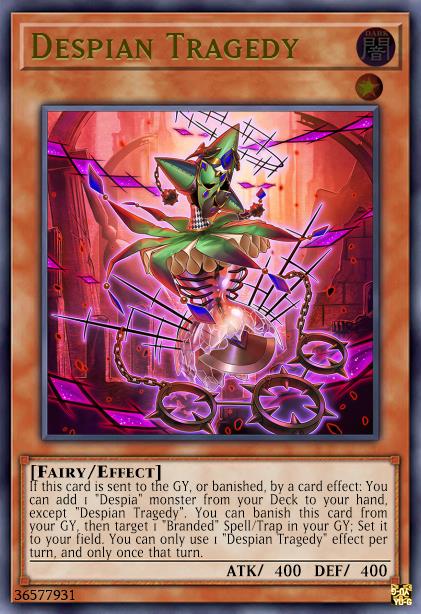 Despian Tragedy
DARK
闇
[Fairy/Effect]
If this card is sent to the GY, or banished, by a card effect: You
can add 1 "Despia" monster from your Deck to your hand,
except "Despian Tragedy". You can banish this card
from your GY, then target 1 "Branded" Spell/Trap in your GY; Set it
to your field. You can only use 1 "Despian Tragedy" effect per
turn, and only once that turn.
ATK/ 400 DEF/ 400
36577931